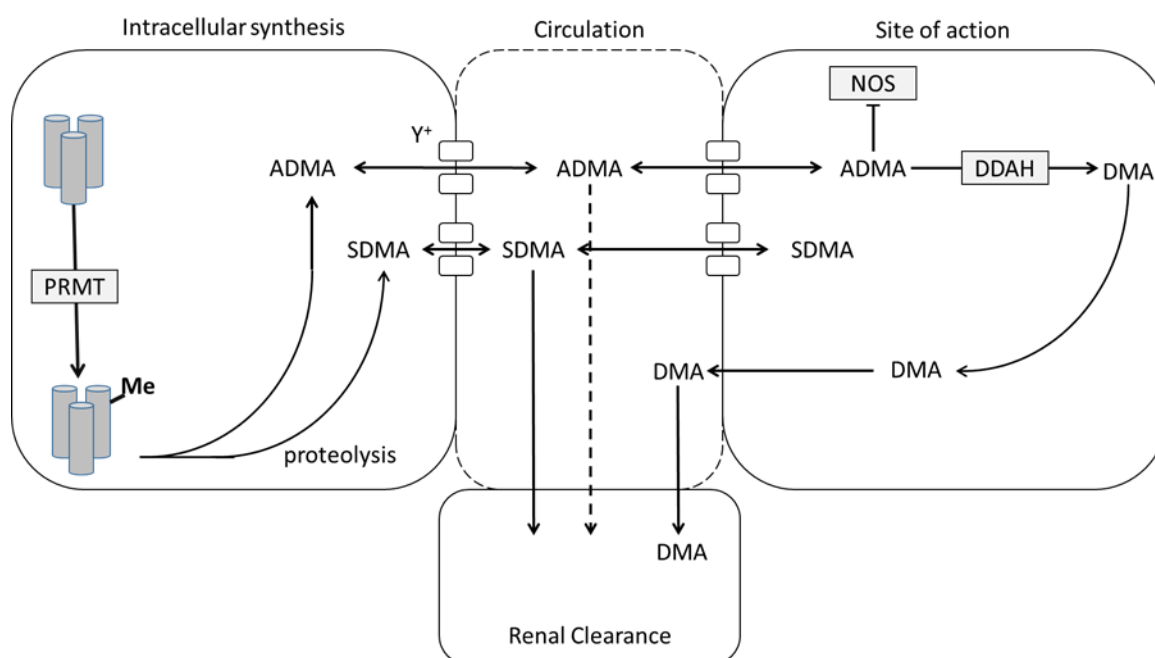 Intracellular synthesis
Circulation
Site of action
NOS
Y+
ADMA
ADMA
ADMA
DDAH
DMA
SDMA
SDMA
SDMA
PRMT
DMA
DMA
Me
proteolysis
DMA
Renal Clearance